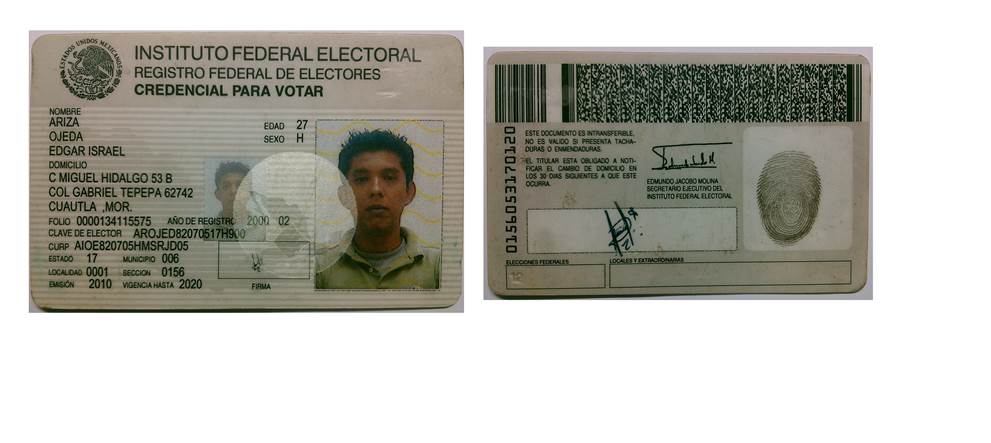 ESTADOS UNIDOS MEXICANOS
INSTITUTO FEDERAL ELECTORAL
REGISTRO FEDERAL DE ELECTORES
CREDENCIAL PARA VOTAR
NOMBRE
ARIZA
OJEDA
EDGAR ISRAEL
EDAD 27
SEXO H
DOMICILIO
C MIGUEL HIDALGO 53 B
COL GABRIEL TEPEPA 62742
CUAUTLA ,MOR.
FOLIO 0000134115575 AÑO DE REGISTRO 2000 02
CLAVE DE ELECTOR AROJED82070517H900
CURP AIOE820705HMSRJD05
ESTADO 17 MUNICIPIO 006
LOCALIDAD 0001 SECCION 0156
EMISIÓN 2010 VIGENCIA HASTA 2020 FIRMA
0156053170120
ESTE DOCUMENTO ES INTRANSFERIBLE,
NO ES VALIDO SI PRESENTA TACHA-
DURAS O ENMENDADURAS.
EL TITULAR ESTA OBLIGADO A NOTI-
FICAR EL CAMBIO DE DOMICILIO EN
LOS 30 DIAS SIGUIENTES A QUE ESTE
OCURRA.
EDMUNDO JACOBO MOLINA
SECRETARIO EJECUTIVO DEL
INSTITUTO FEDERAL ELECTORAL
ELECCIONES FEDERALES LOCALES Y EXTRAORDINARIAS
12